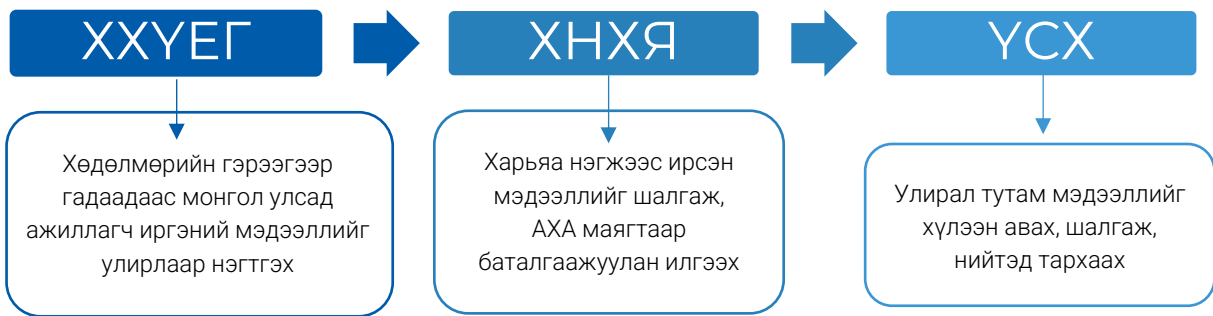 ХХҮЕГ
ХНХЯ
ҮСХ
Хөдөлмөрийн гэрээгээр
гадаадаас монгол улсад
ажиллагч иргэний мэдээллийг
улирлаар нэгтгэх
Харьяа нэгжээс ирсэн
мэдээллийг шалгаж,
АХА маягтаар
баталгаажуулан илгээх
Улирал тутам мэдээллийг
хүлээн авах, шалгаж,
нийтэд тархаах